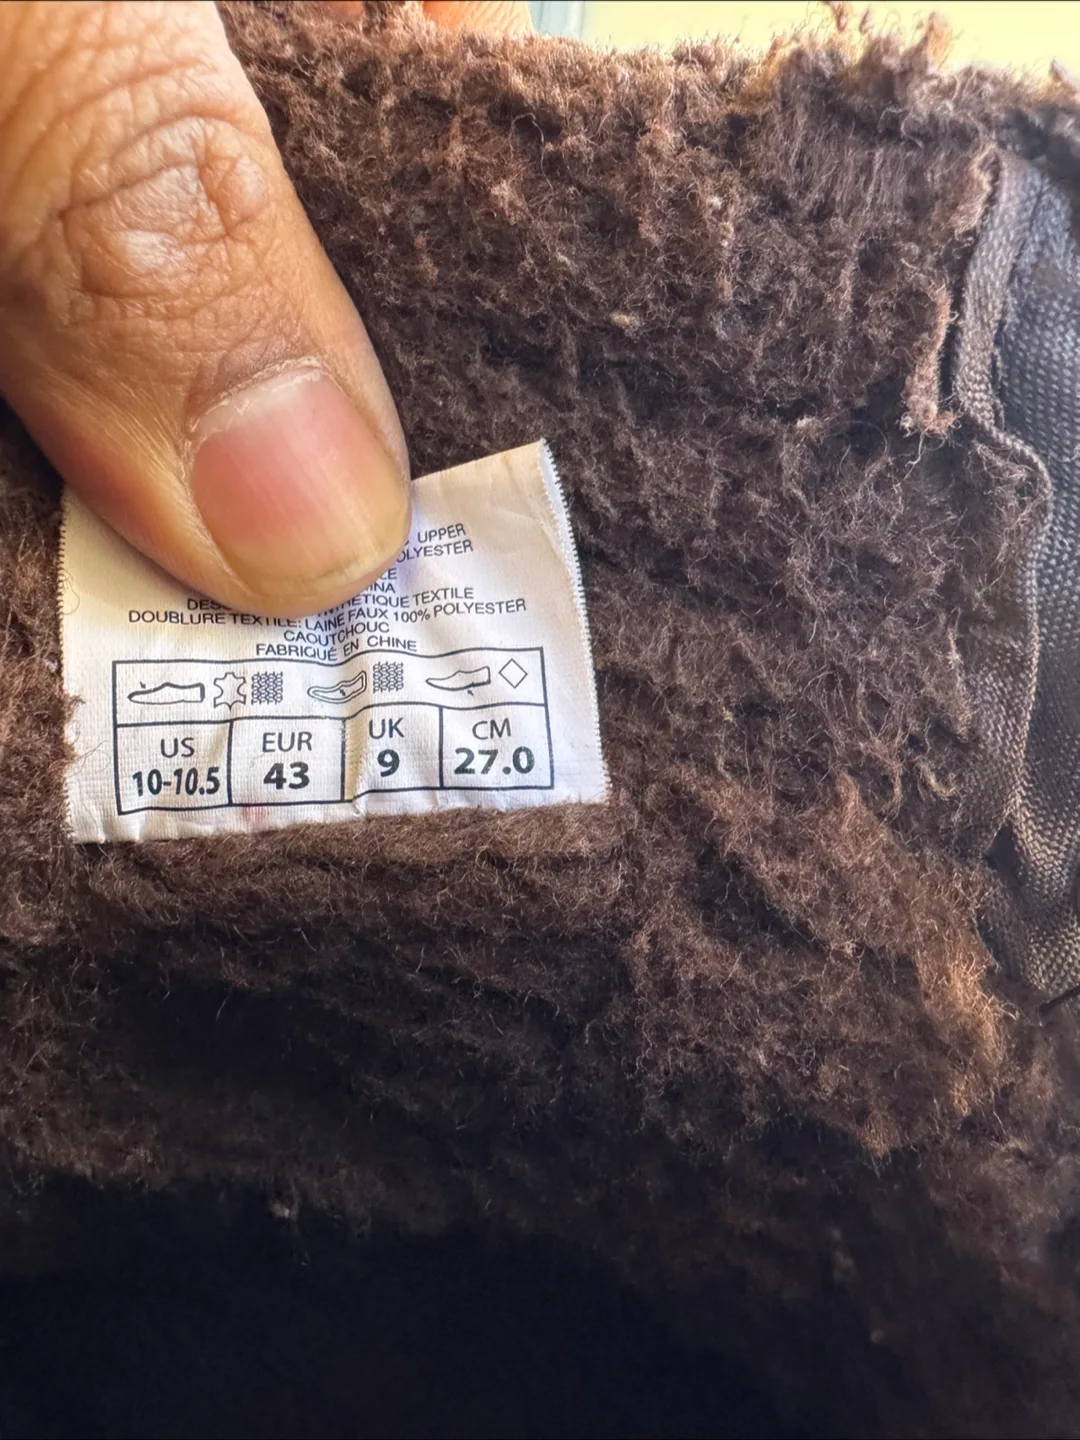 UPPER
DOUBLURE TEXTILE: LAINE FAUX 100% POLYESTER
CAOUTCHOUC
FABRIQUÉ EN CHINE
US EUR UK CM
10-10.5 43 9 27.0